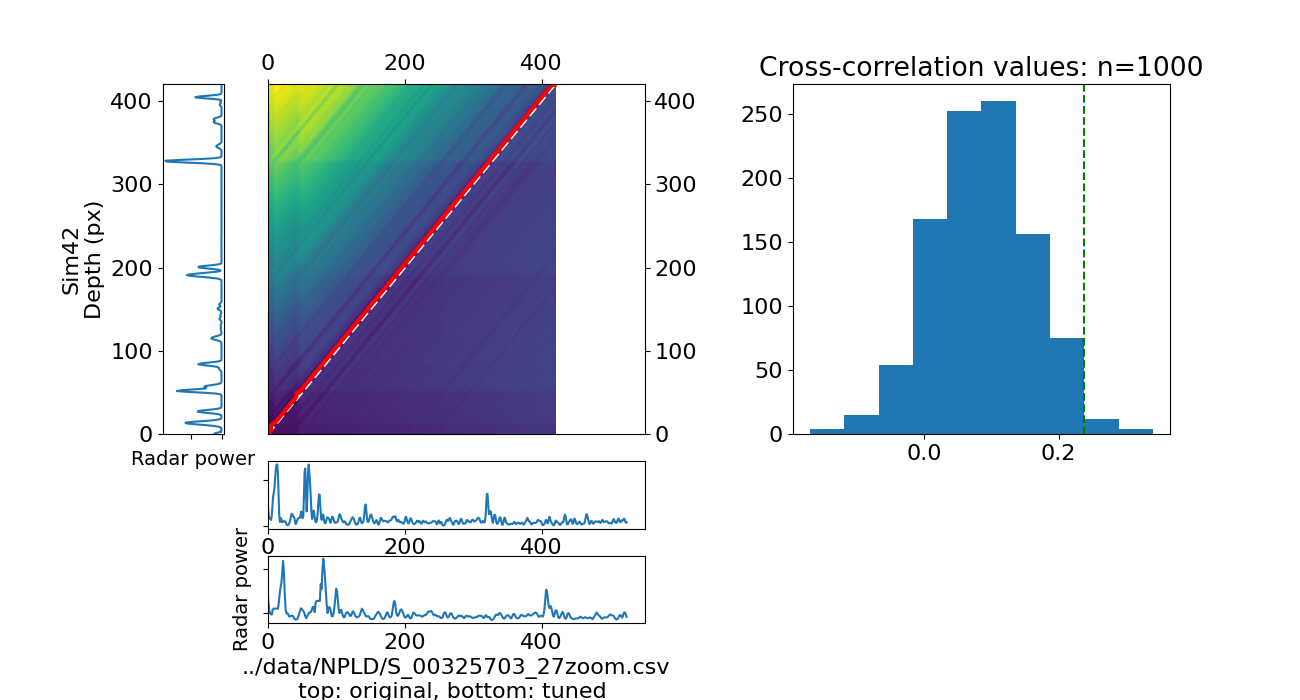 Cross-correlation values: n=1000
0 200 400
400
300
200
100
0
Sim42
Depth (px)
Radar power
400
300
200
100
0
250
200
150
100
50
0
0.0 0.2
0 200 400
Radar power
0 200 400
../data/NPLD/S_00325703_27zoom.csv
top: original, bottom: tuned